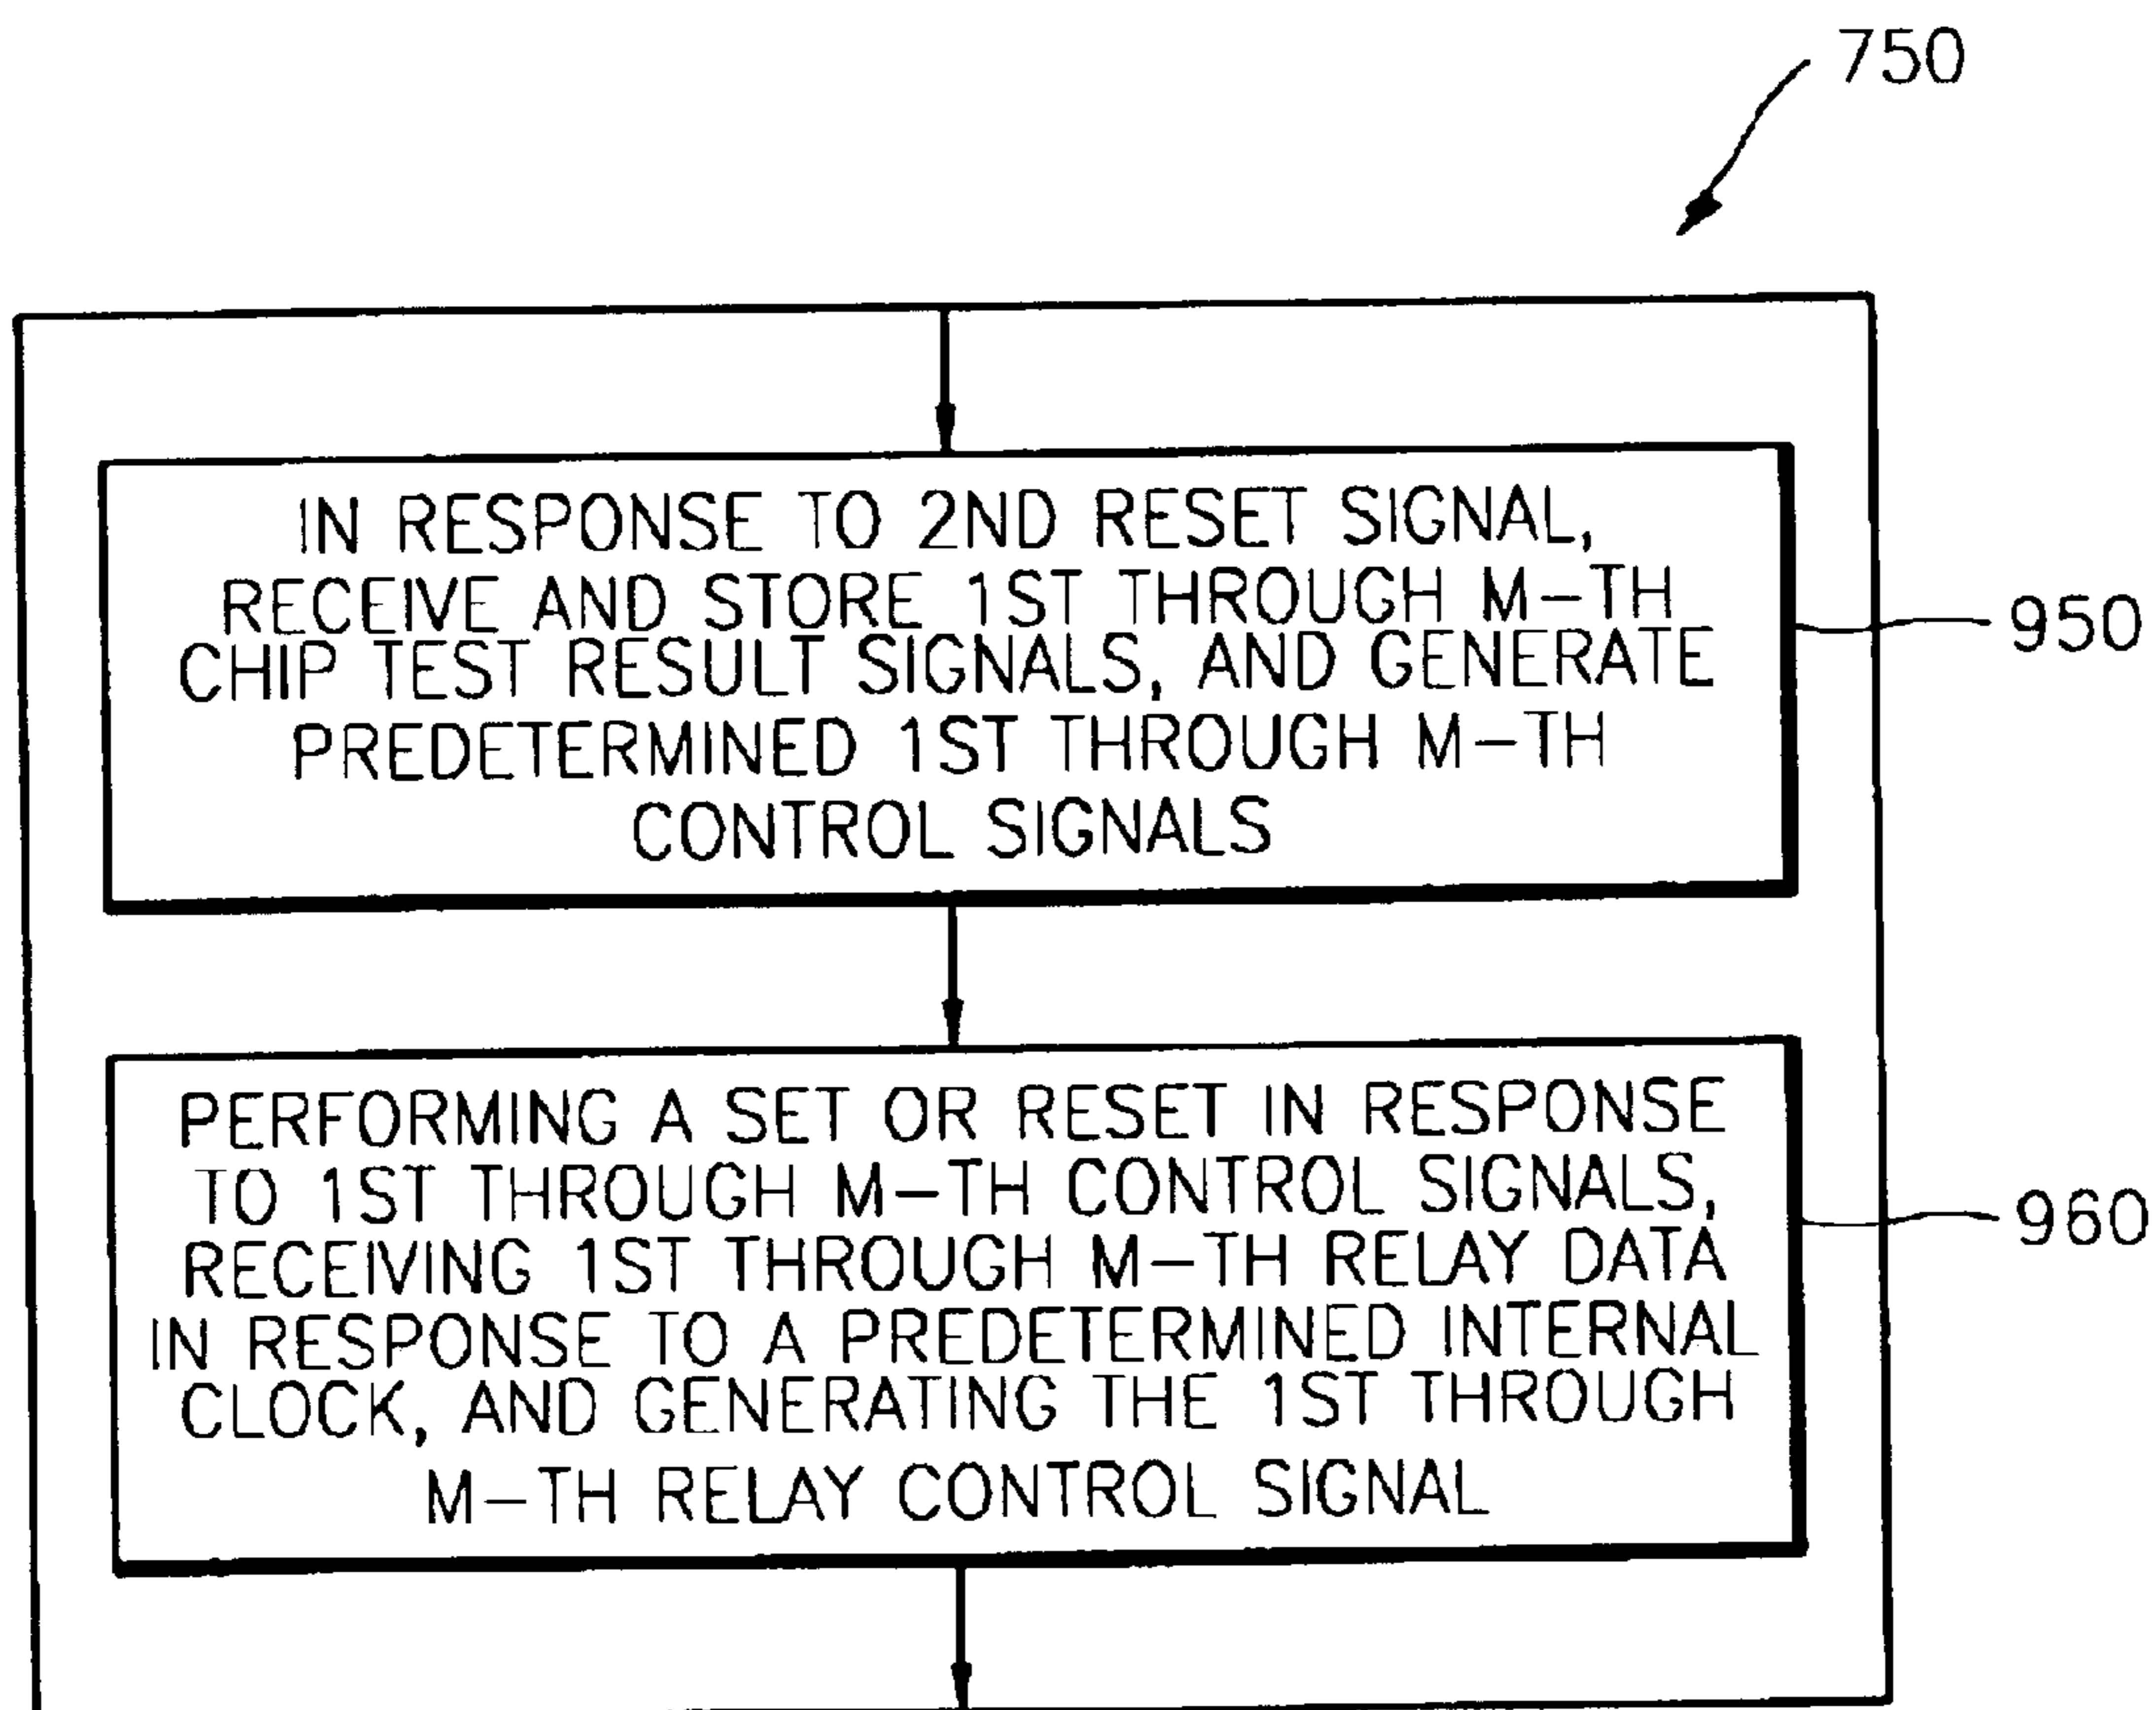 750
IN RESPONSE TO 2ND RESET SIGNAL,
RECEIVE AND STORE 1ST THROUGH M-TH
CHIP TEST RESULT SIGNALS, AND GENERATE
PREDETERMINED 1ST THROUGH M-TH
CONTROL SIGNALS
950
PERFORMING A SET OR RESET IN RESPONSE
TO 1ST THROUGH M-TH CONTROL SIGNALS,
RECEIVING 1ST THROUGH M-TH RELAY DATA
IN RESPONSE TO A PREDETERMINED INTERNAL
CLOCK, AND GENERATING THE 1ST THROUGH
M-TH RELAY CONTROL SIGNAL
960